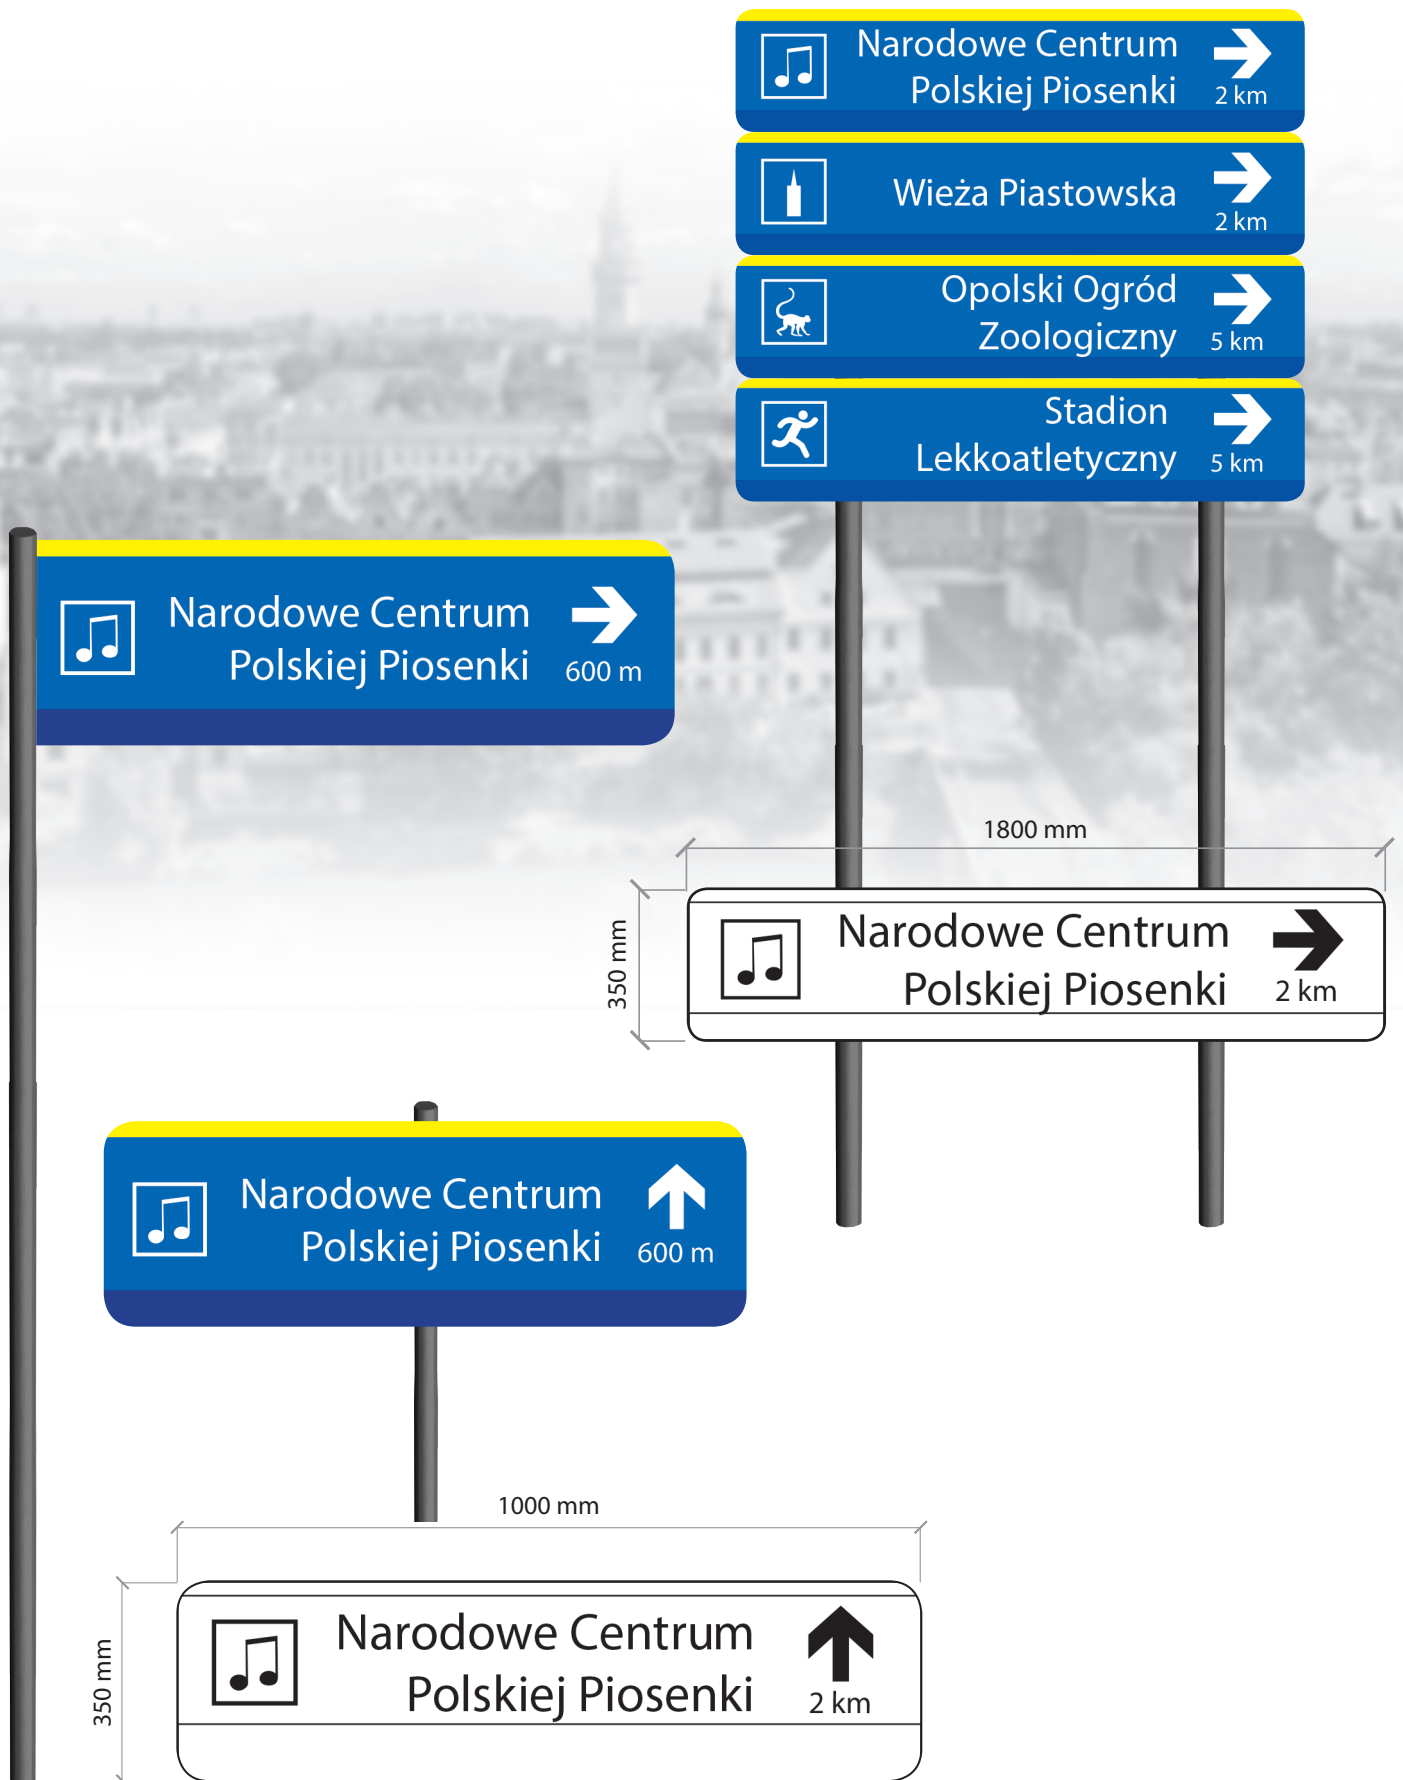 Narodowe Centrum
Polskiej Piosenki
2 km
Wieża Piastowska
2 km
Opolski Ogród
Zoologiczny
5 km
Stadion
Lekkoatletyczny
5 km
Narodowe Centrum
Polskiej Piosenki
600 m
1800 mm
350 mm
Narodowe Centrum
Polskiej Piosenki
2 km
Narodowe Centrum
Polskiej Piosenki
600 m
1000 mm
350 mm
Narodowe Centrum
Polskiej Piosenki
2 km